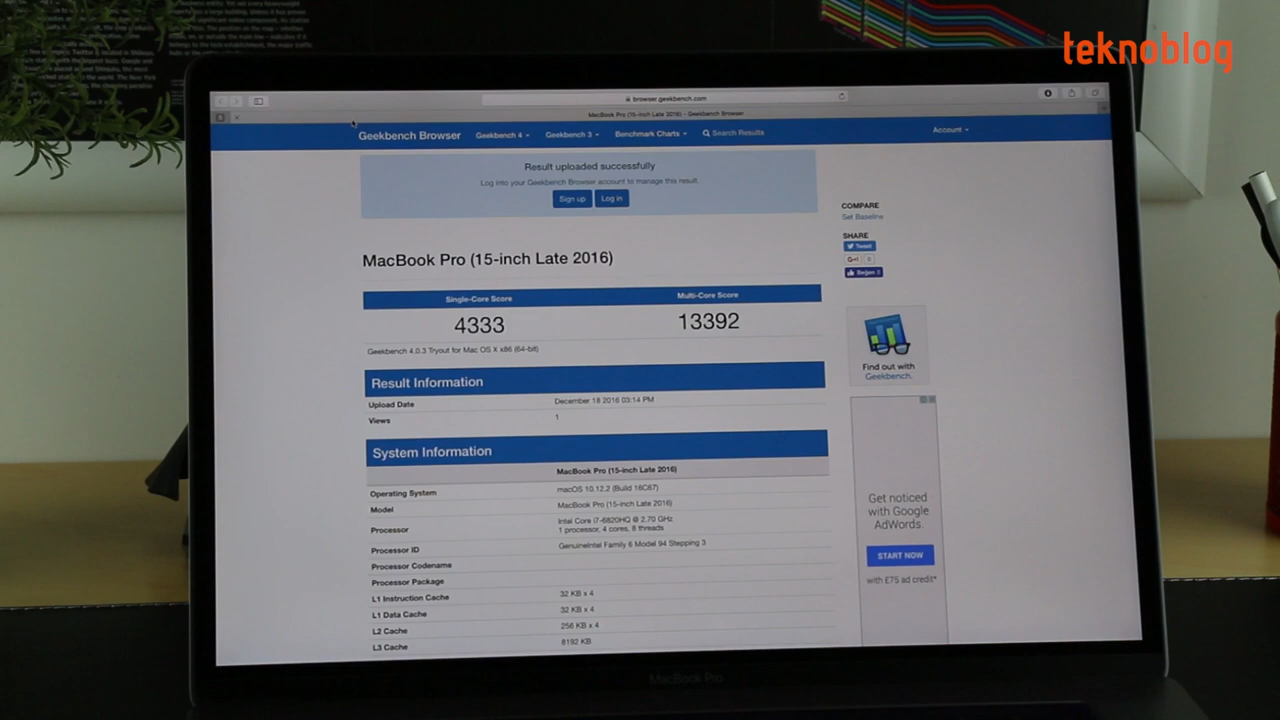 teknoblog
browser.geekbench.com
MacBook Pro (15-inch Late 2016) - Geekbench Browser
Geekbench Browser Geekbench 4 Geekbench 3 Benchmark Charts Search Results Account
Result uploaded successfully
Log into your Geekbench Browser account to manage this result.
Sign up Log in
COMPARE
Set Baseline
SHARE
Tweet
G+1 0
Beğen 0
MacBook Pro (15-inch Late 2016)
Single-Core Score Multi-Core Score
4333 13392
Geekbench 4.0.3 Tryout for Mac OS X x86 (64-bit)
Find out with
Geekbench.
Result Information
Upload Date December 18 2016 03:14 PM
Views 1
System Information
MacBook Pro (15-inch Late 2016)
Operating System macOS 10.12.2 (Build 16C67)
Model MacBook Pro (15-inch Late 2016)
Processor Intel Core i7-6820HQ @ 2.70 GHz
1 processor, 4 cores, 8 threads
Processor ID GenuineIntel Family 6 Model 94 Stepping 3
Processor Codename
Processor Package
L1 Instruction Cache 32 KB x 4
L1 Data Cache 32 KB x 4
L2 Cache 256 KB x 4
L3 Cache 8192 KB
Get noticed
with Google
AdWords.
START NOW
with £75 ad credit*
MacBook Pro